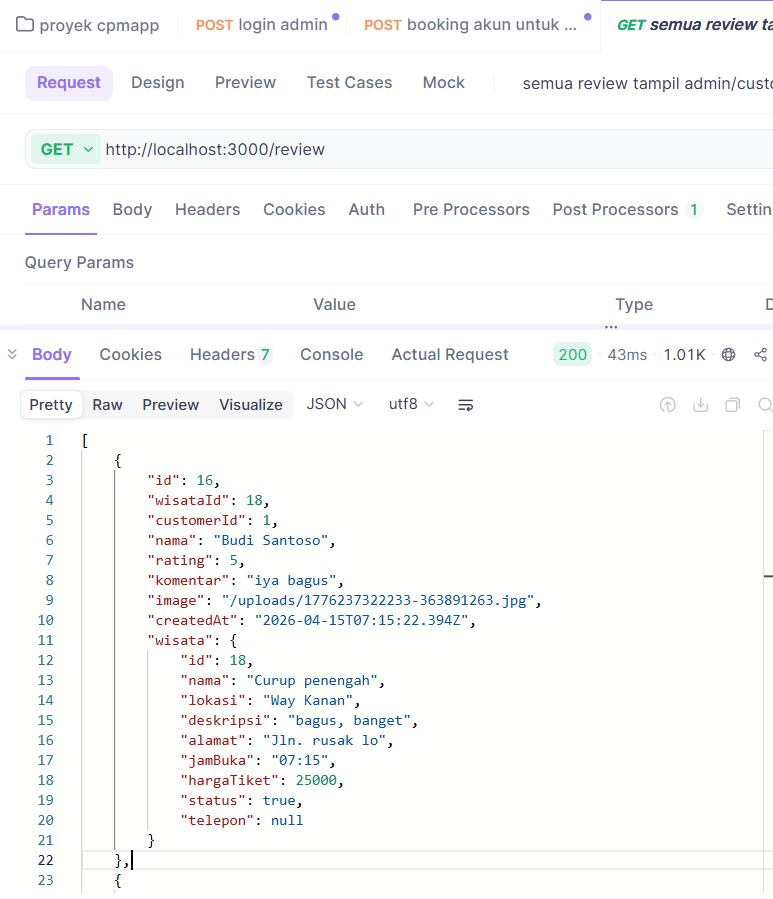 proyek cpmapp POST login admin POST booking akun untuk ... GET semua review ta
Request Design Preview Test Cases Mock semua review tampil admin/custo
GET http://localhost:3000/review
Params Body Headers Cookies Auth Pre Processors Post Processors 1 Settin
Query Params
Name Value Type D
...
Body Cookies Headers 7 Console Actual Request 200 · 43ms · 1.01K
Pretty Raw Preview Visualize JSON utf8
1 [
2 {
3 "id": 16,
4 "wisataId": 18,
5 "customerId": 1,
6 "nama": "Budi Santoso",
7 "rating": 5,
8 "komentar": "iya bagus",
9 "image": "/uploads/1776237322233-363891263.jpg",
10 "createdAt": "2026-04-15T07:15:22.394Z",
11 "wisata": {
12 "id": 18,
13 "nama": "Curup penengah",
14 "lokasi": "Way Kanan",
15 "deskripsi": "bagus, banget",
16 "alamat": "Jln. rusak lo",
17 "jamBuka": "07:15",
18 "hargaTiket": 25000,
19 "status": true,
20 "telepon": null
21 }
22 },
23 {